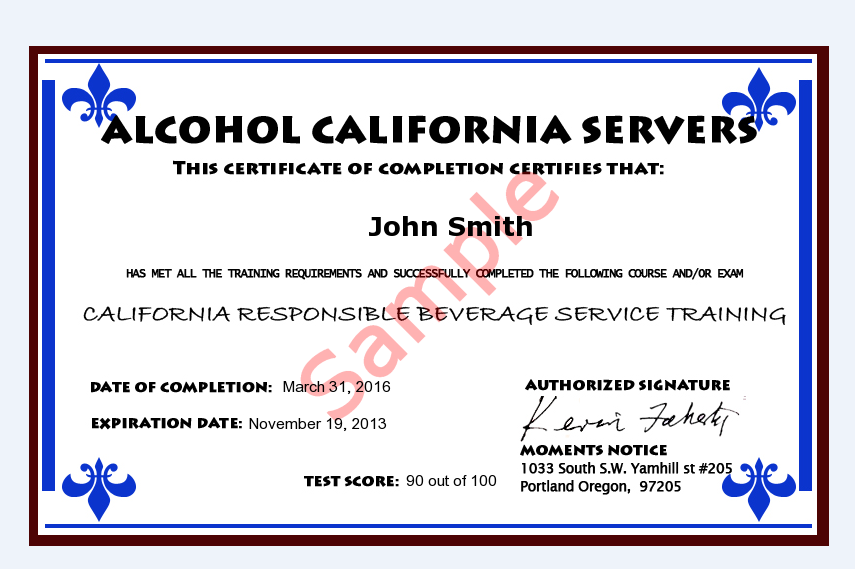 ALCOHOL CALIFORNIA SERVERS
THIS CERTIFICATE OF COMPLETION CERTIFIES THAT:
John Smith
HAS MET ALL THE TRAINING REQUIREMENTS AND SUCCESSFULLY COMPLETED THE FOLLOWING COURSE AND/OR EXAM
CALIFORNIA RESPONSIBLE BEVERAGE SERVICE TRAINING
Sample
DATE OF COMPLETION: March 31, 2016
EXPIRATION DATE: November 19, 2013
TEST SCORE: 90 out of 100
AUTHORIZED SIGNATURE
Kevin Faherty
MOMENTS NOTICE
1033 South S.W. Yamhill st #205
Portland Oregon, 97205